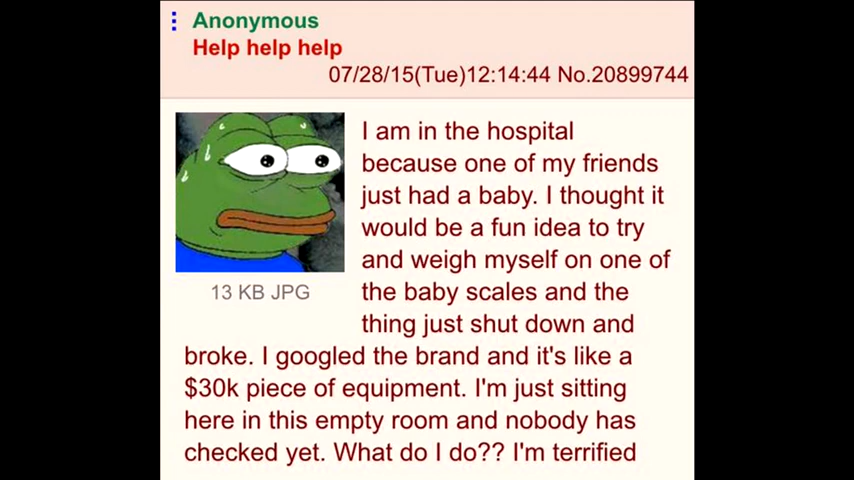 Anonymous
Help help help
07/28/15(Tue)12:14:44 No.20899744
I am in the hospital
because one of my friends
just had a baby. I thought it
would be a fun idea to try
and weigh myself on one of
the baby scales and the
thing just shut down and
broke. I googled the brand and it's like a
$30k piece of equipment. I'm just sitting
here in this empty room and nobody has
checked yet. What do I do?? I'm terrified
13 KB JPG